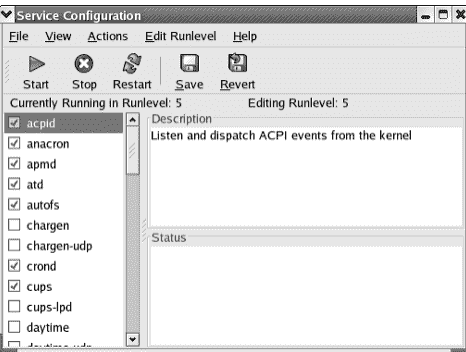 Service Configuration
File View Actions Edit Runlevel Help
Start Stop Restart Save Revert
Currently Running in Runlevel: 5 Editing Runlevel: 5
acpid
anacron
apmd
atd
autofs
chargen
chargen-udp
crond
cups
cups-lpd
daytime
Description
Listen and dispatch ACPI events from the kernel
Status